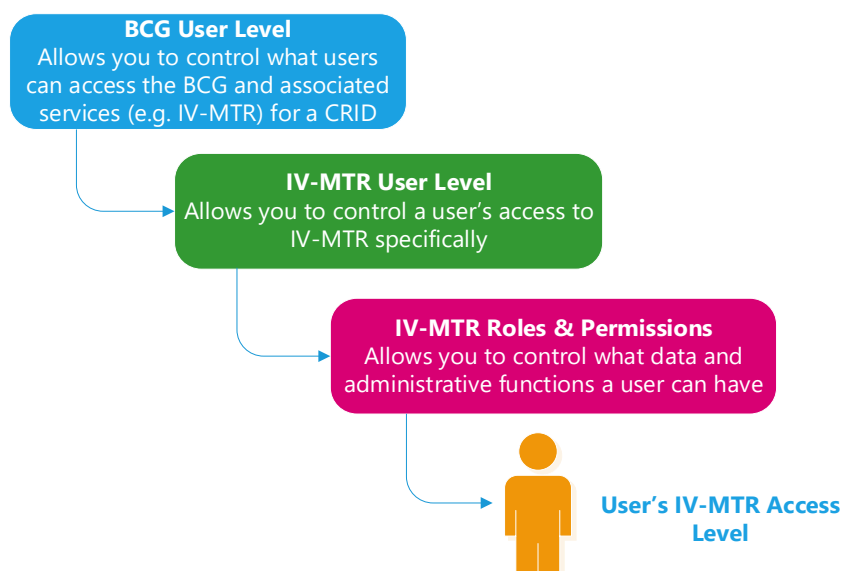 BCG User Level
Allows you to control what users
can access the BCG and associated
services (e.g. IV-MTR) for a CRID
IV-MTR User Level
Allows you to control a user’s access to
IV-MTR specifically
IV-MTR Roles & Permissions
Allows you to control what data and
administrative functions a user can have
User’s IV-MTR Access
Level